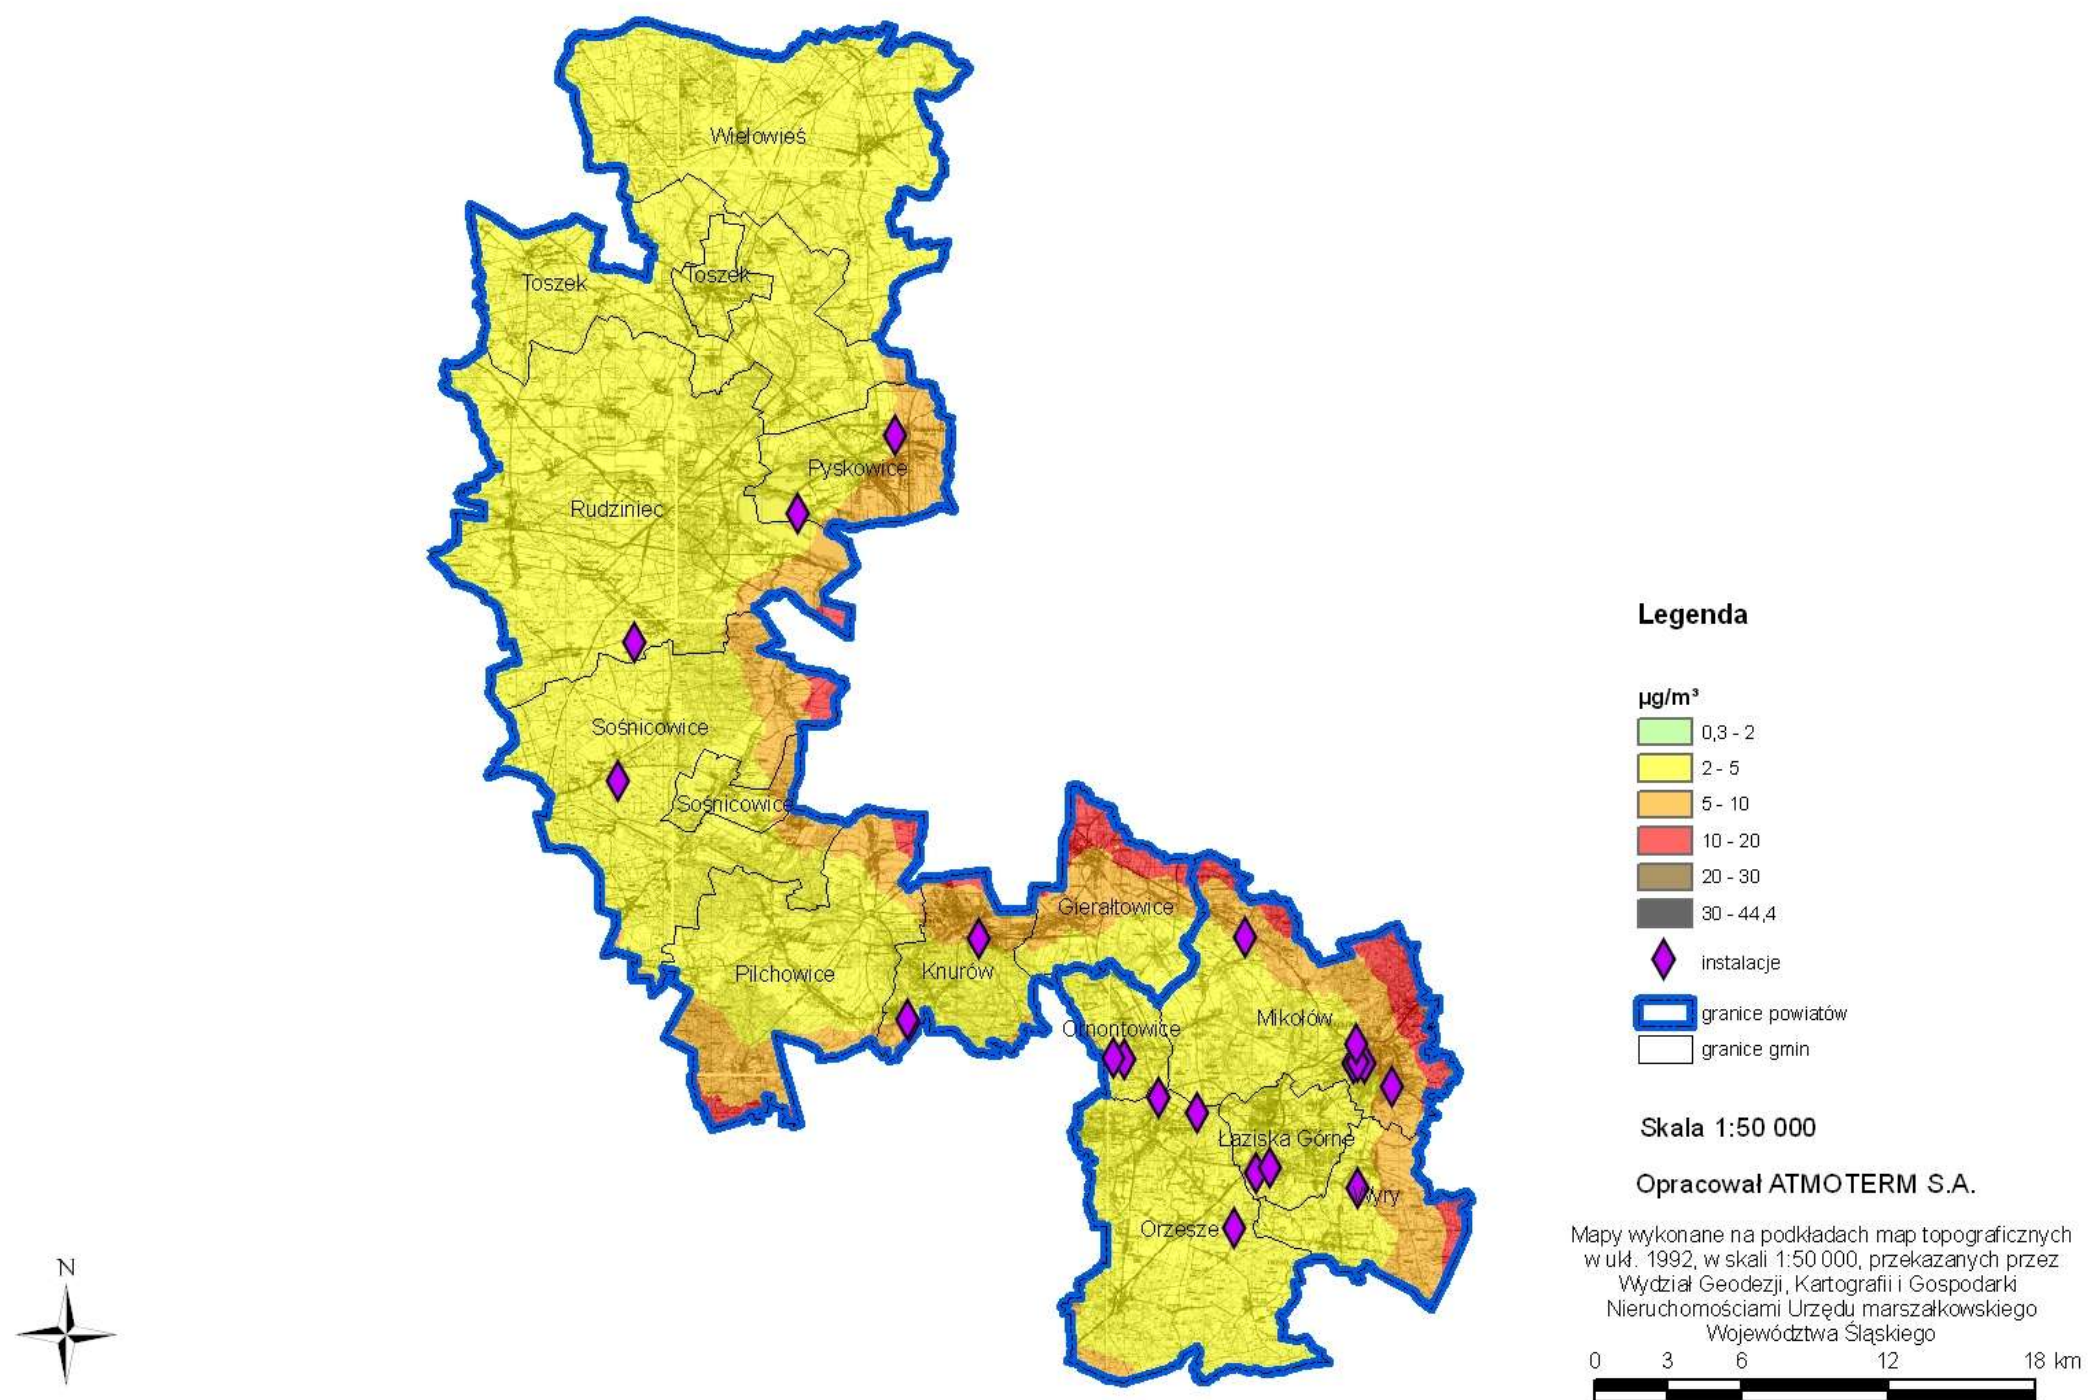 Wielowieś
Toszek
Toszek
Pyskowice
Rudziniec
Sośnicowice
Sośnicowice
Gierałtowice
Pilchowice
Knurów
Ornontowice
Mikołów
Łaziska Górne
Wyry
Orzesze
N
Legenda
µg/m³
0,3 - 2
2 - 5
5 - 10
10 - 20
20 - 30
30 - 44,4
instalacje
granice powiatów
granice gmin
Skala 1:50 000
Opracował ATMOTERM S.A.
Mapy wykonane na podkładach map topograficznych
w ukł. 1992, w skali 1:50 000, przekazanych przez
Wydział Geodezji, Kartografii i Gospodarki
Nieruchomościami Urzędu marszałkowskiego
Województwa Śląskiego
0 3 6 12 18 km